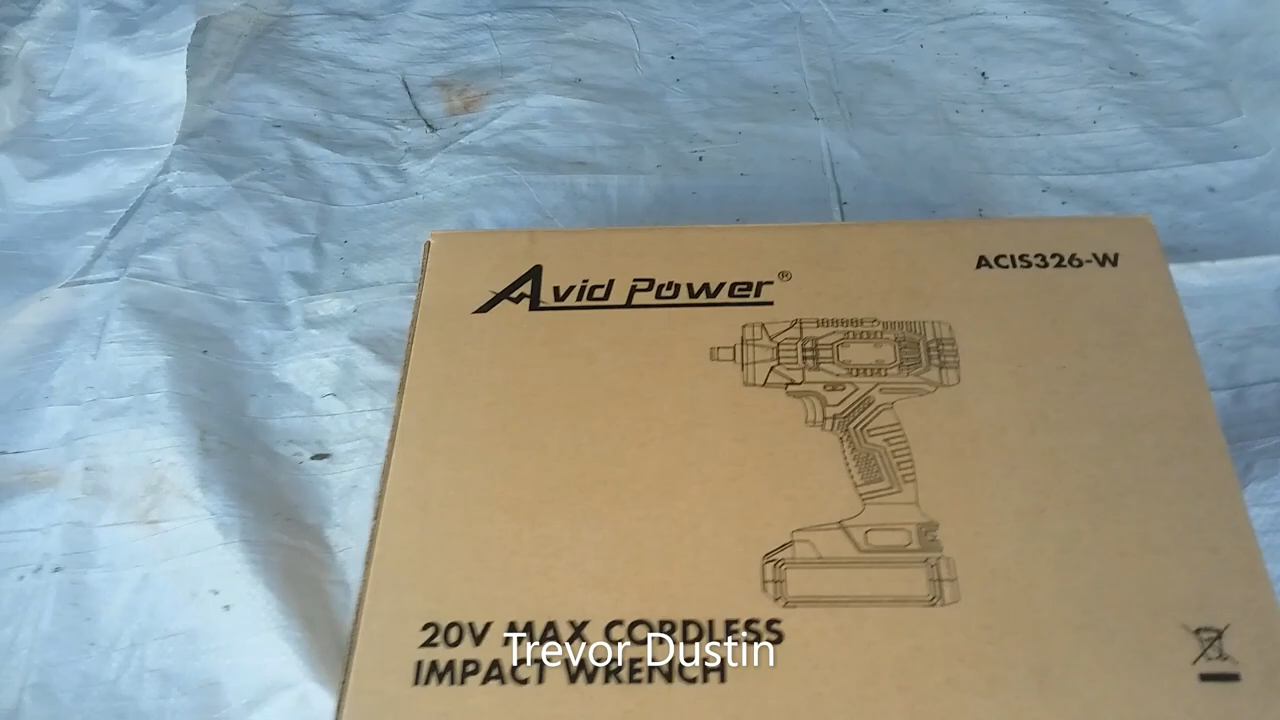 Avid Power®
ACIS326-W
20V MAX CORDLESS
IMPACT WRENCH
Trevor Dustin